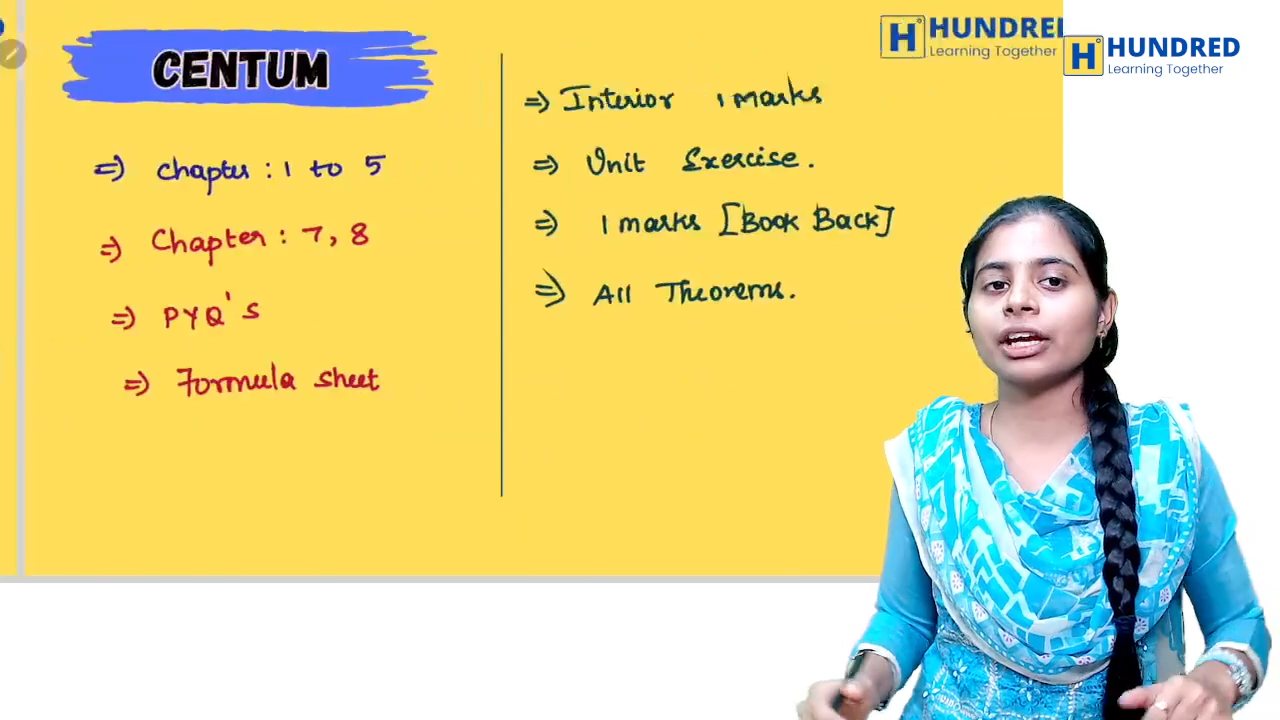 CENTUM
⇒ Chapter : 1 to 5
⇒ Chapter : 7, 8
⇒ PYQ's
⇒ Formula sheet
⇒ Interior 1 marks
⇒ Unit Exercise.
⇒ 1 marks [Book Back]
⇒ All Theorems.
H HUNDRED
Learning Together
H HUNDRED
Learning Together